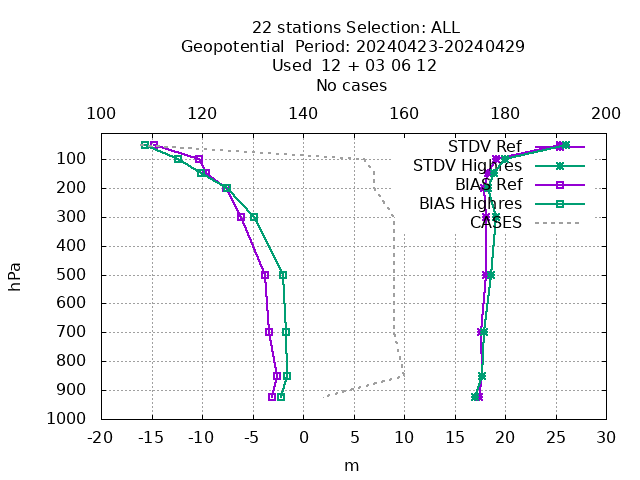 22 stations Selection: ALL
Geopotential  Period: 20240423-20240429
Used  12 + 03 06 12
No cases
100 120 140 160 180 200
STDV Ref
STDV Highres
BIAS Ref
BIAS Highres
CASES
hPa
100
200
300
400
500
600
700
800
900
1000
-20 -15 -10 -5 0 5 10 15 20 25 30
m